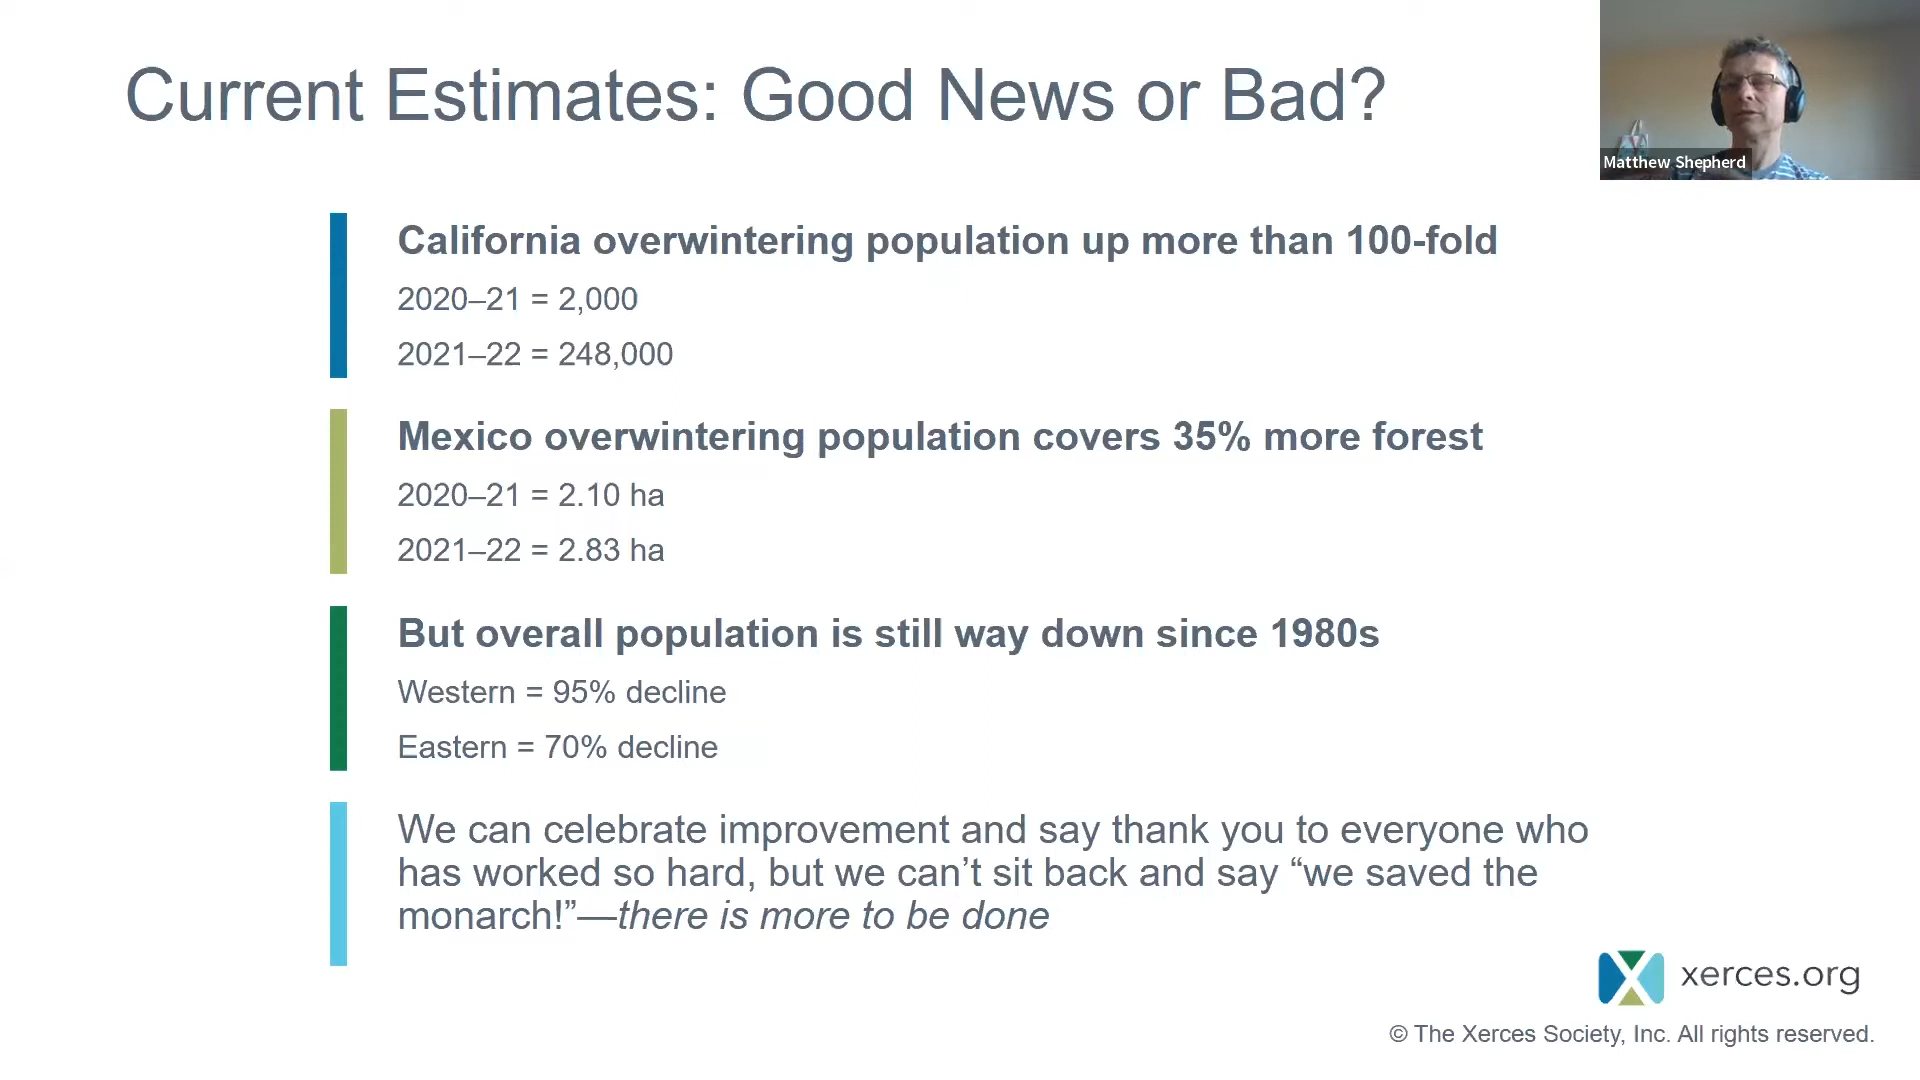 Current Estimates: Good News or Bad?
Matthew Shepherd
California overwintering population up more than 100-fold
2020–21 = 2,000
2021–22 = 248,000
Mexico overwintering population covers 35% more forest
2020–21 = 2.10 ha
2021–22 = 2.83 ha
But overall population is still way down since 1980s
Western = 95% decline
Eastern = 70% decline
We can celebrate improvement and say thank you to everyone who
has worked so hard, but we can’t sit back and say “we saved the
monarch!”—there is more to be done
xerces.org
© The Xerces Society, Inc. All rights reserved.